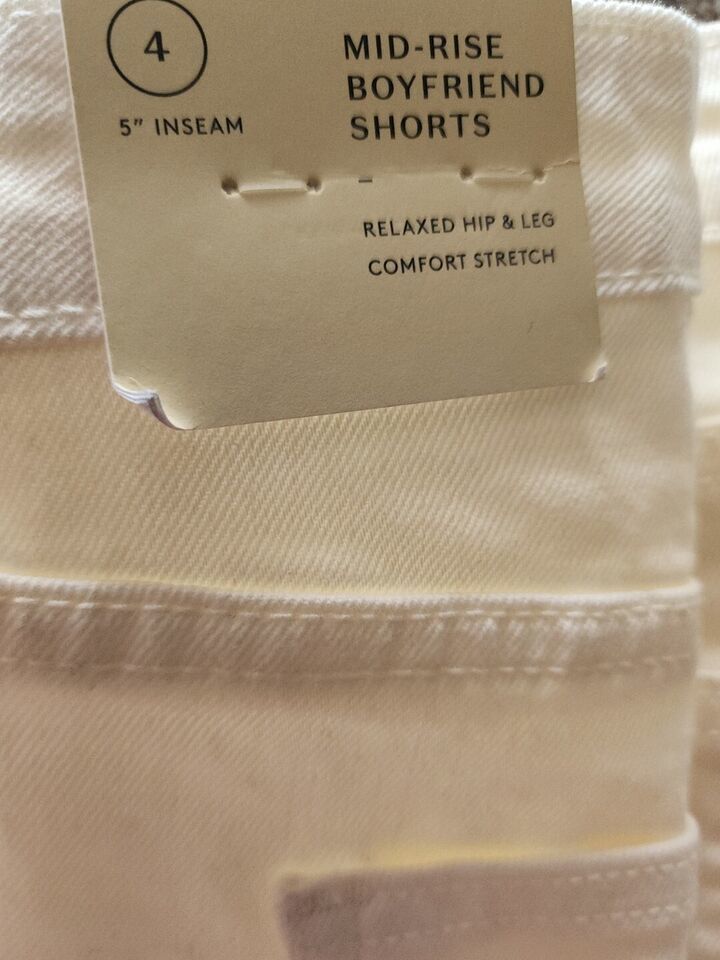 4
5" INSEAM
MID-RISE
BOYFRIEND
SHORTS
RELAXED HIP & LEG
COMFORT STRETCH